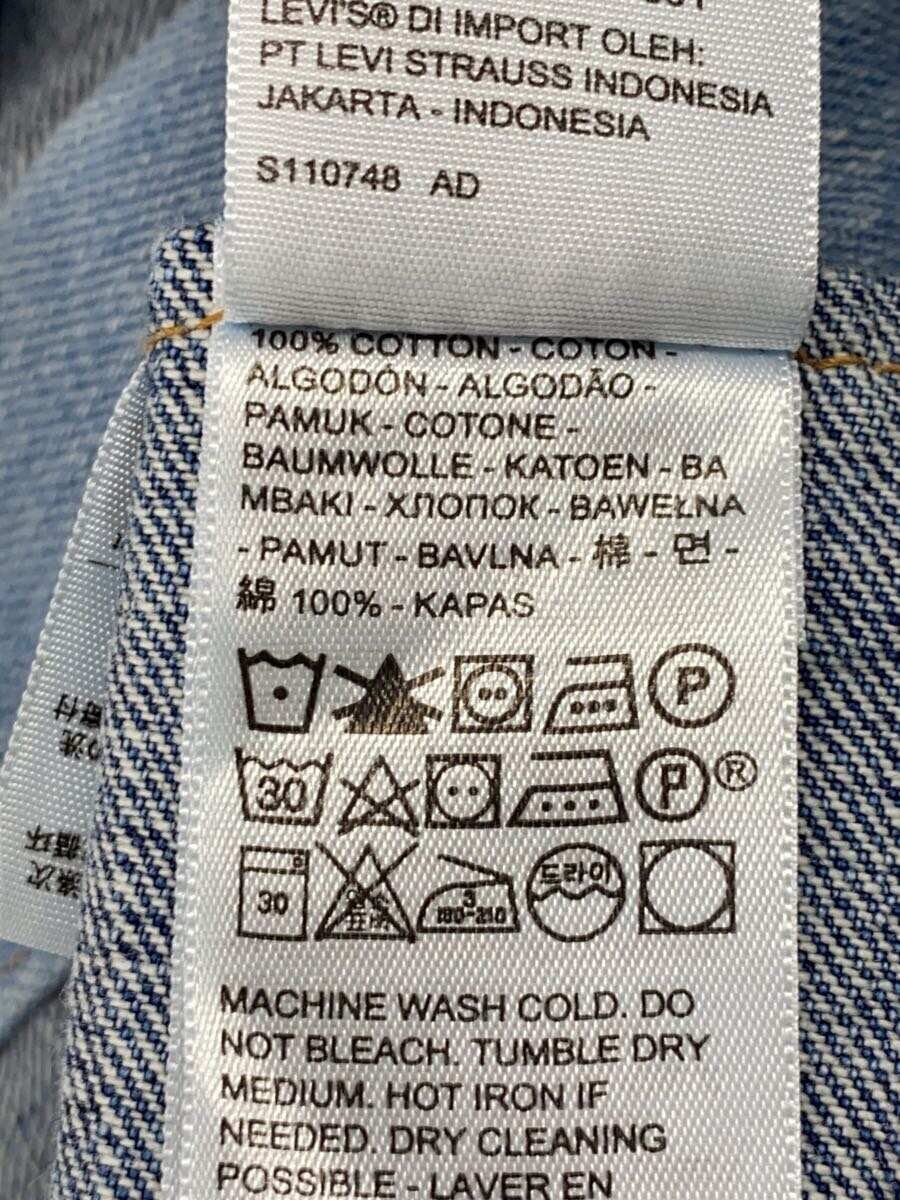 LEVI'S® DI IMPORT OLEH:
PT LEVI STRAUSS INDONESIA
JAKARTA - INDONESIA
S110748 AD
100% COTTON - COTON -
ALGODÓN - ALGODÃO -
PAMUK - COTONE -
BAUMWOLLE - KATOEN - BA
MBAKI - ХЛОПОК - BAWEŁNA
- PAMUT - BAVLNA - 棉 - 면 -
綿 100% - KAPAS
P
30 P ®
30 3 180-210 드라이
MACHINE WASH COLD. DO
NOT BLEACH. TUMBLE DRY
MEDIUM. HOT IRON IF
NEEDED. DRY CLEANING
POSSIBLE - LAVER EN